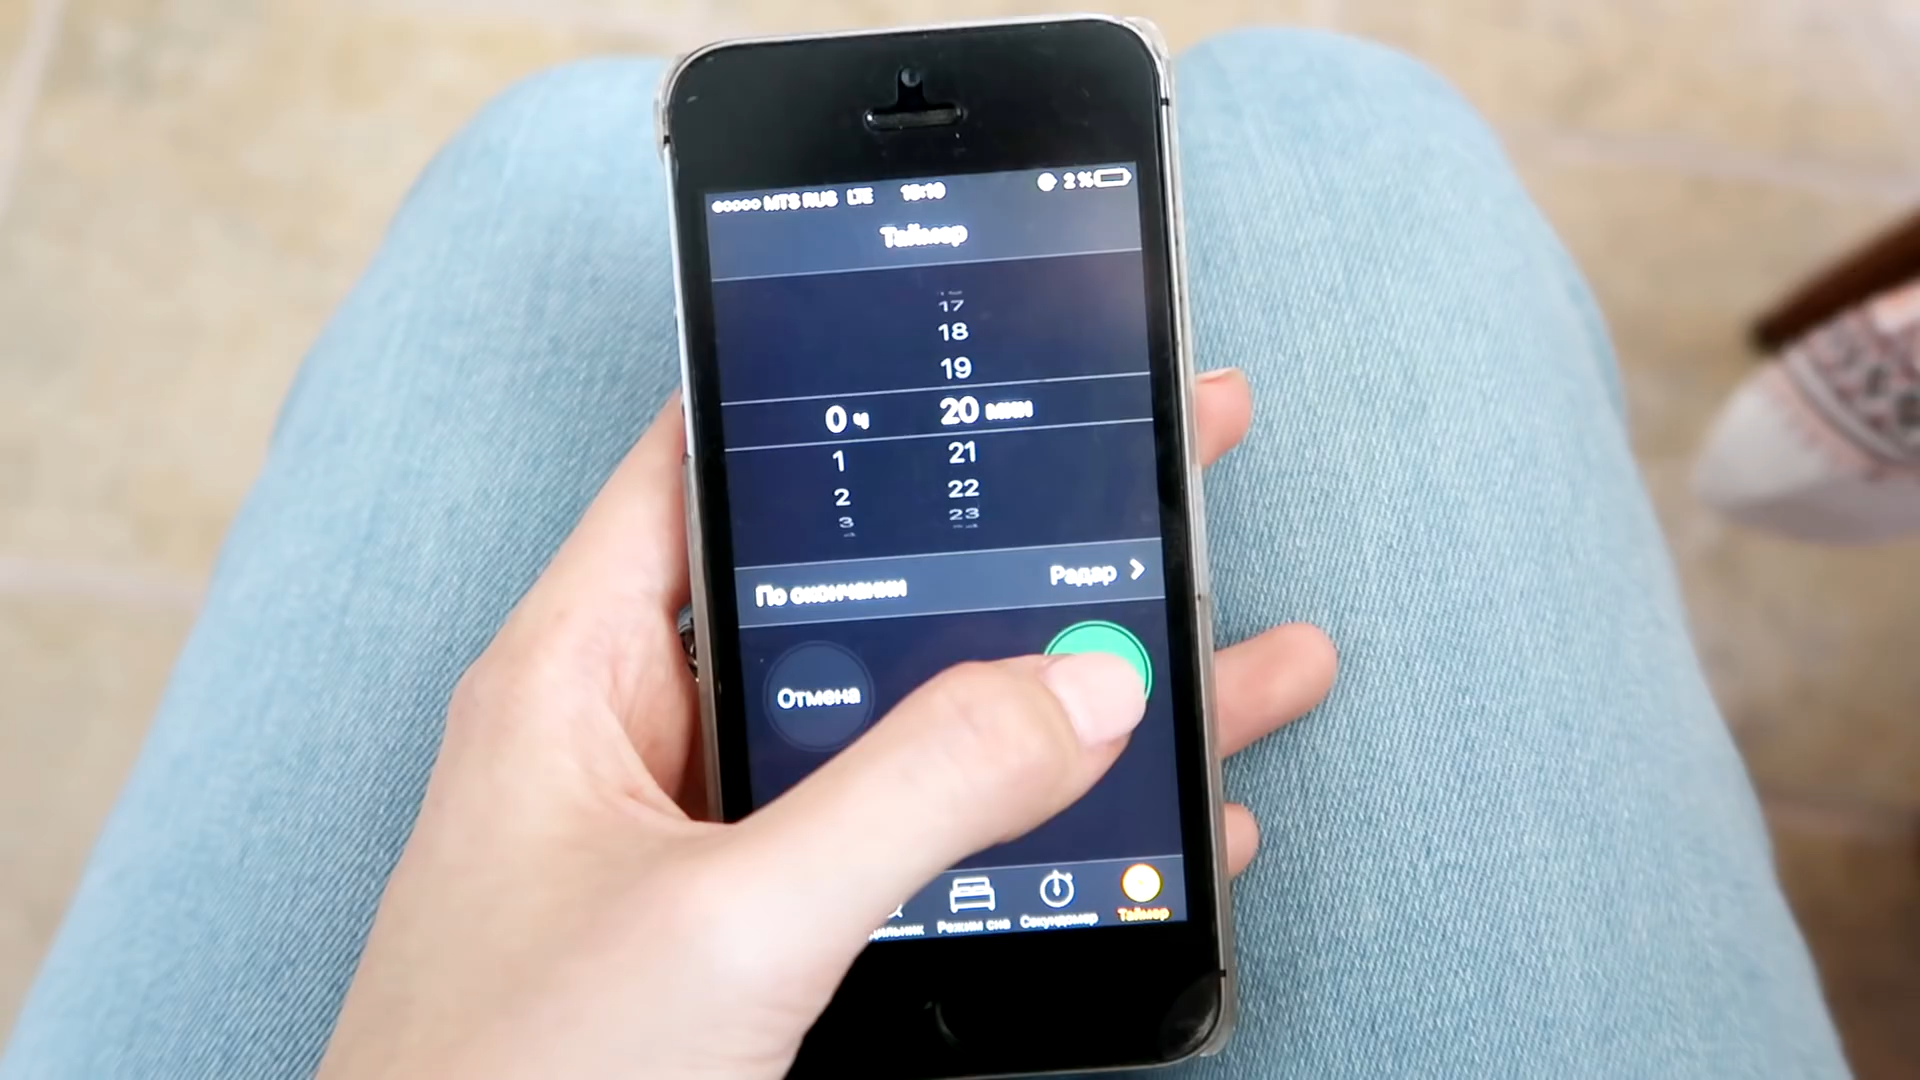 MTS RUS LTE 2 %
Таймер
17
18
19
0 ч 20 мин
1 21
2 22
3 23
По окончании Радар
Отмена
Режим сна Секундомер Таймер